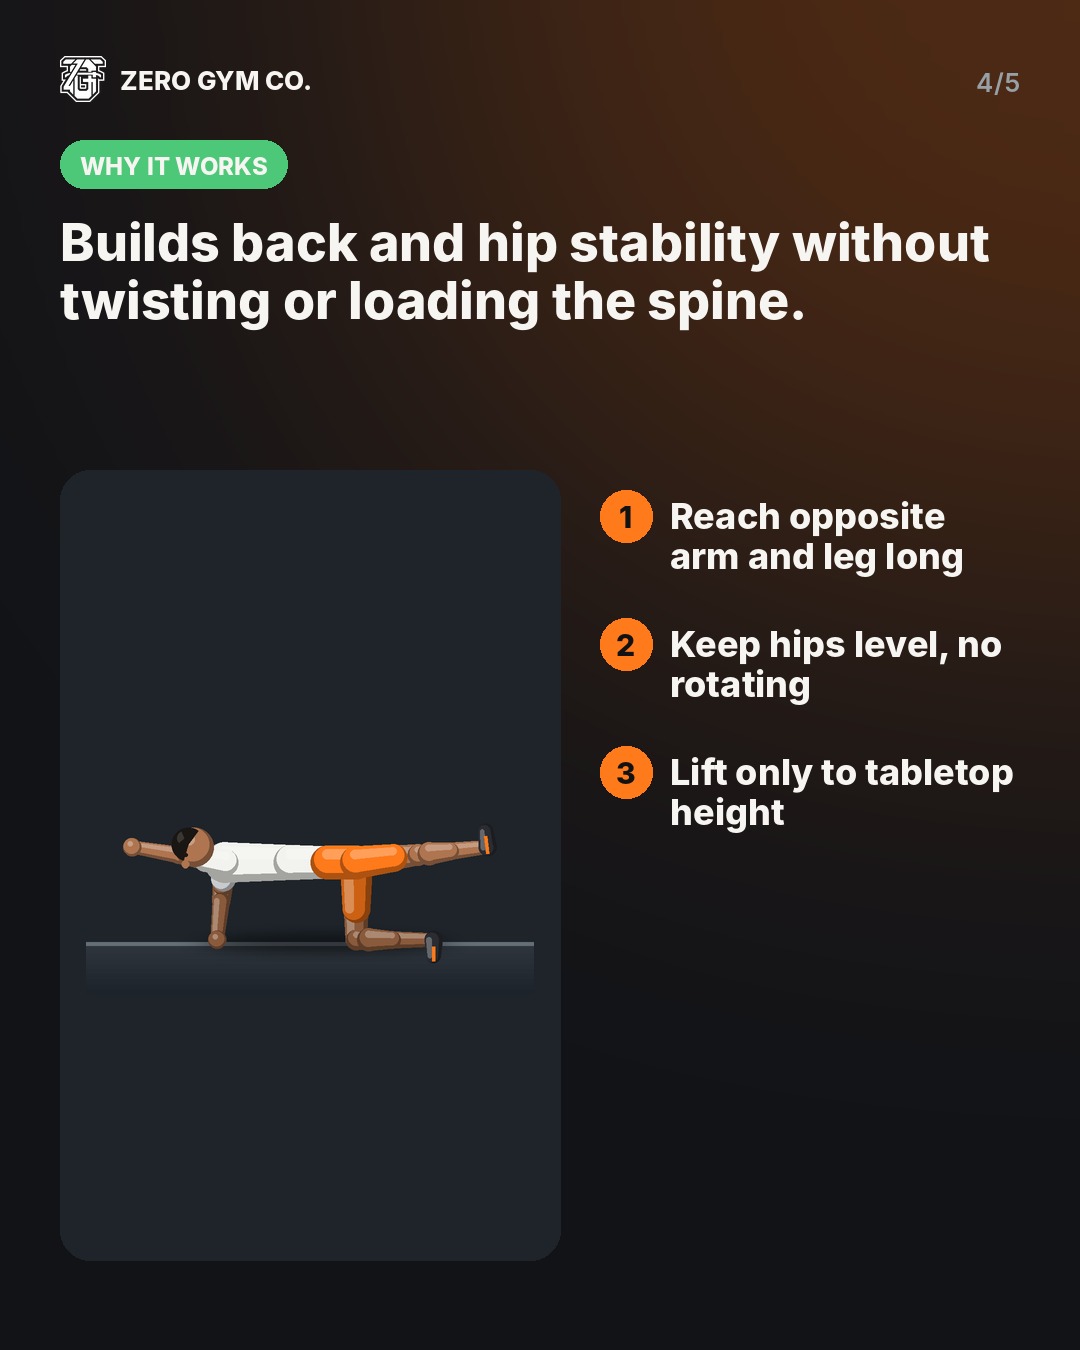 ZERO GYM CO.
4/5
WHY IT WORKS
Builds back and hip stability without
twisting or loading the spine.
1 Reach opposite
arm and leg long
2 Keep hips level, no
rotating
3 Lift only to tabletop
height